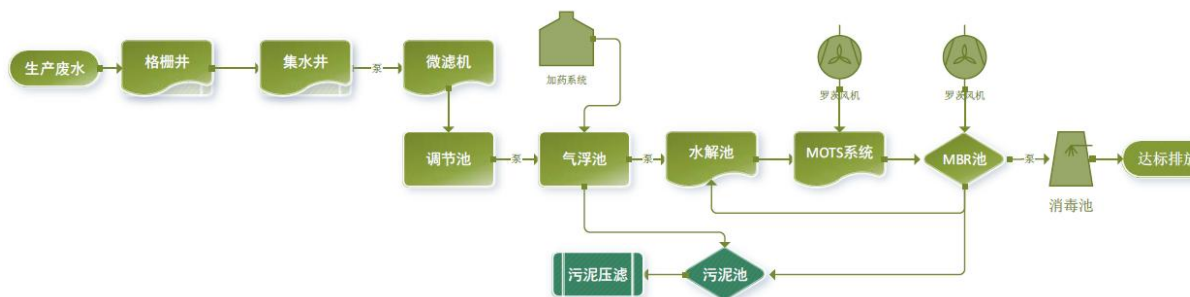 生产废水
格栅井
集水井
泵
微滤机
加药系统
罗茨风机
罗茨风机
调节池
泵
气浮池
泵
水解池
MOTS系统
MBR池
泵
消毒池
达标排放
污泥压滤
污泥池